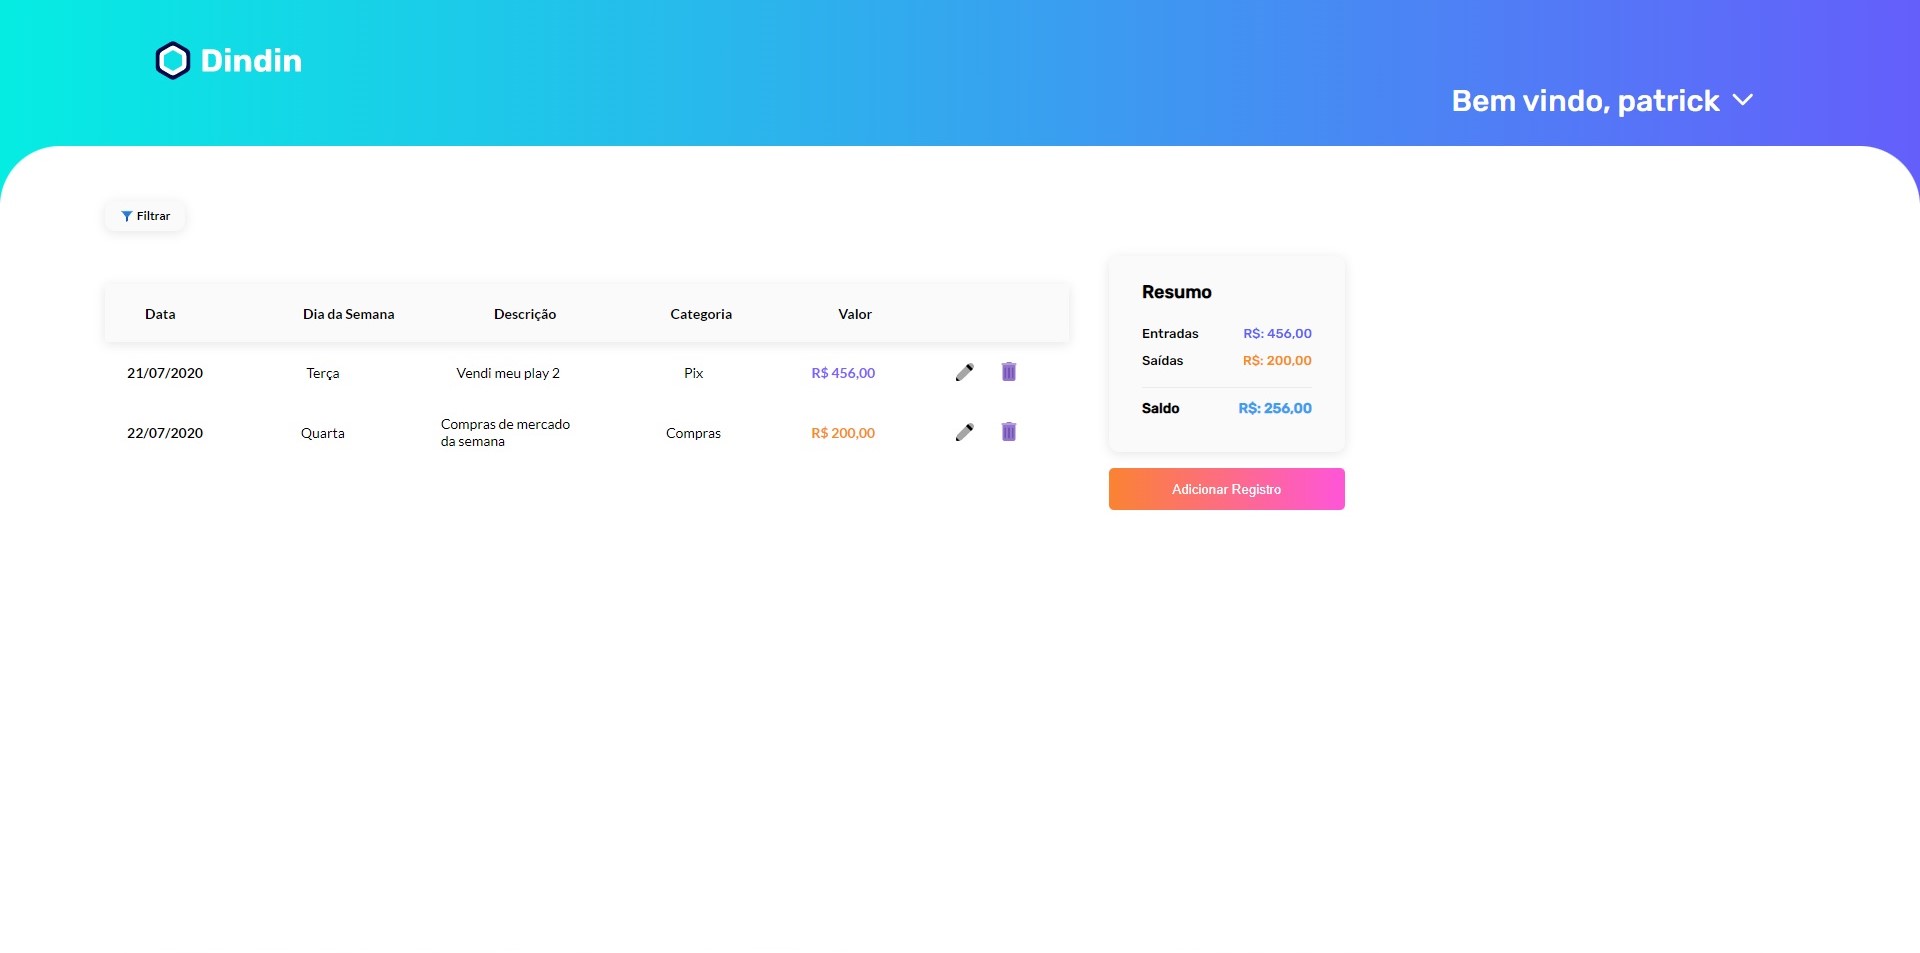 Dindin
Bem vindo, patrick
Filtrar
Data Dia da Semana Descrição Categoria Valor
21/07/2020 Terça Vendi meu play 2 Pix R$ 456,00
22/07/2020 Quarta Compras de mercado da semana Compras R$ 200,00
Resumo
Entradas R$: 456,00
Saídas R$: 200,00
Saldo R$: 256,00
Adicionar Registro